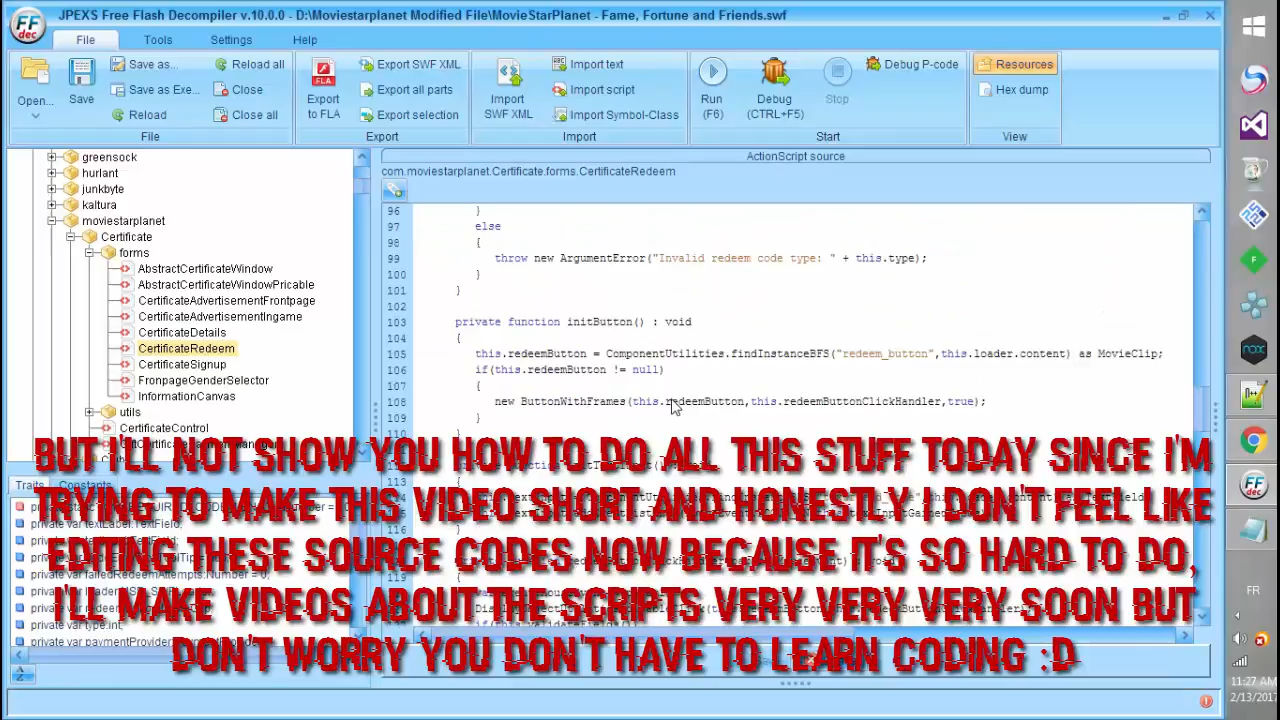 JPEXS Free Flash Decompiler v.10.0.0 - D:\Moviestarplanet Modified File\MovieStarPlanet - Fame, Fortune and Friends.swf
FF
dec
File
Tools
Settings
Help
Open...
Save
Save as...
Save as Exe...
Reload
Reload all
Close
Close all
File
FLA
Export
to FLA
Export SWF XML
Export all parts
Export selection
Export
Import
SWF XML
Import text
Import script
Import Symbol-Class
Import
Run
(F6)
Debug
(CTRL+F5)
Stop
Debug P-code
Start
Resources
Hex dump
View
greensock
hurlant
junkbyte
kaltura
moviestarplanet
Certificate
forms
AbstractCertificateWindow
AbstractCertificateWindowPricable
CertificateAdvertisementFrontpage
CertificateAdvertisementIngame
CertificateDetails
CertificateRedeem
CertificateSignup
FronpageGenderSelector
InformationCanvas
utils
CertificateControl
ActionScript source
com.moviestarplanet.Certificate.forms.CertificateRedeem
96 }
97 else
98 {
99 throw new ArgumentError("Invalid redeem code type: " + this.type);
100 }
101 }
102
103 private function initButton() : void
104 {
105 this.redeemButton = ComponentUtilities.findInstanceBFS("redeem_button",this.loader.content) as MovieClip;
106 if(this.redeemButton != null)
107 {
108 new ButtonWithFrames(this.redeemButton,this.redeemButtonClickHandler,true);
109 }
BUT I'LL NOT SHOW YOU HOW TO DO ALL THIS STUFF TODAY SINCE I'M
TRYING TO MAKE THIS VIDEO SHORT AND HONESTLY I DON'T FEEL LIKE
EDITING THESE SOURCE CODES NOW BECAUSE IT'S SO HARD TO DO,
I'LL MAKE VIDEOS ABOUT THE SCRIPTS VERY VERY VERY SOON BUT
DON'T WORRY YOU DON'T HAVE TO LEARN CODING :D
Traits
Constants
private var textLabel:TextField;
private var failedRedeemAttempts:Number = 0;
private var type:int;
FR
11:27 AM
2/13/2017